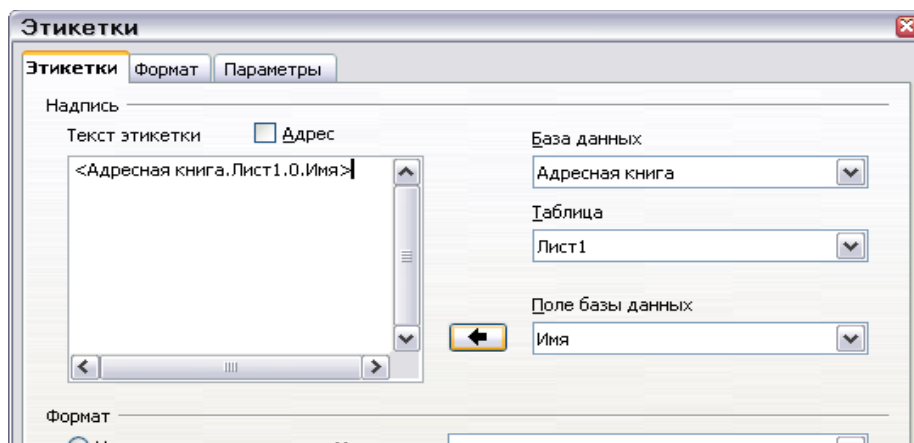 Этикетки
Этикетки Формат Параметры
Надпись
Текст этикетки Адрес
<Адресная книга.Лист1.0.Имя>
База данных
Адресная книга
Таблица
Лист1
Поле базы данных
Имя
Формат